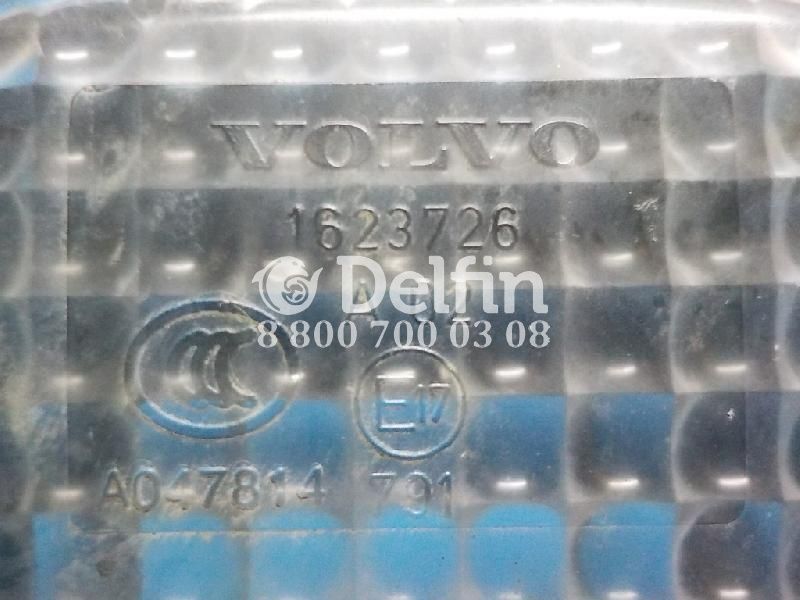 VOLVO
1623726
Delfin
8 800 700 03 08
E17
A047814 791